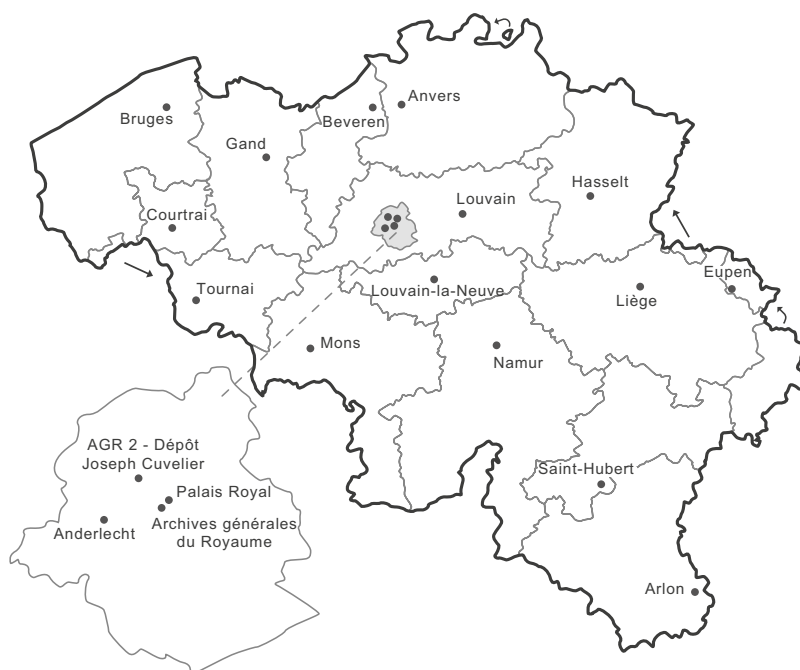 Anvers
Bruges
Beveren
Gand
Hasselt
Louvain
Courtrai
Eupen
Tournai
Louvain-la-Neuve
Liège
Mons
Namur
AGR 2 - Dépôt
Joseph Cuvelier
Saint-Hubert
Palais Royal
Archives générales
du Royaume
Anderlecht
Arlon